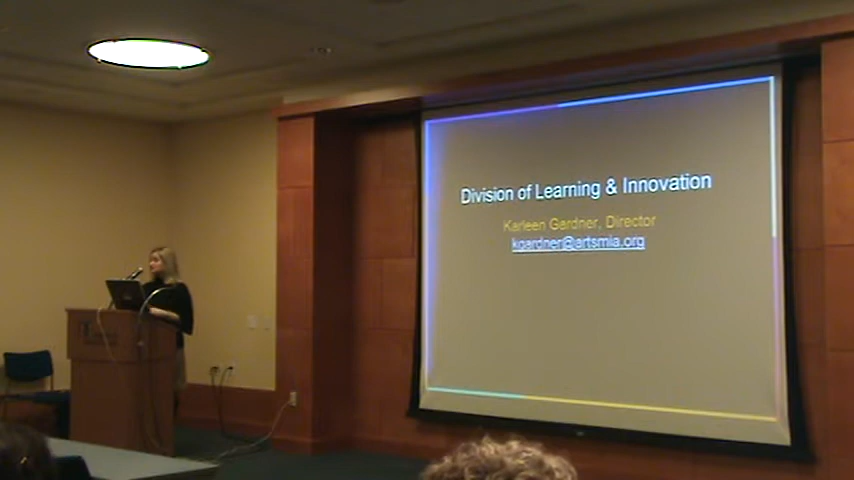 Division of Learning & Innovation
Karleen Gardner, Director
kgardner@artsmia.org